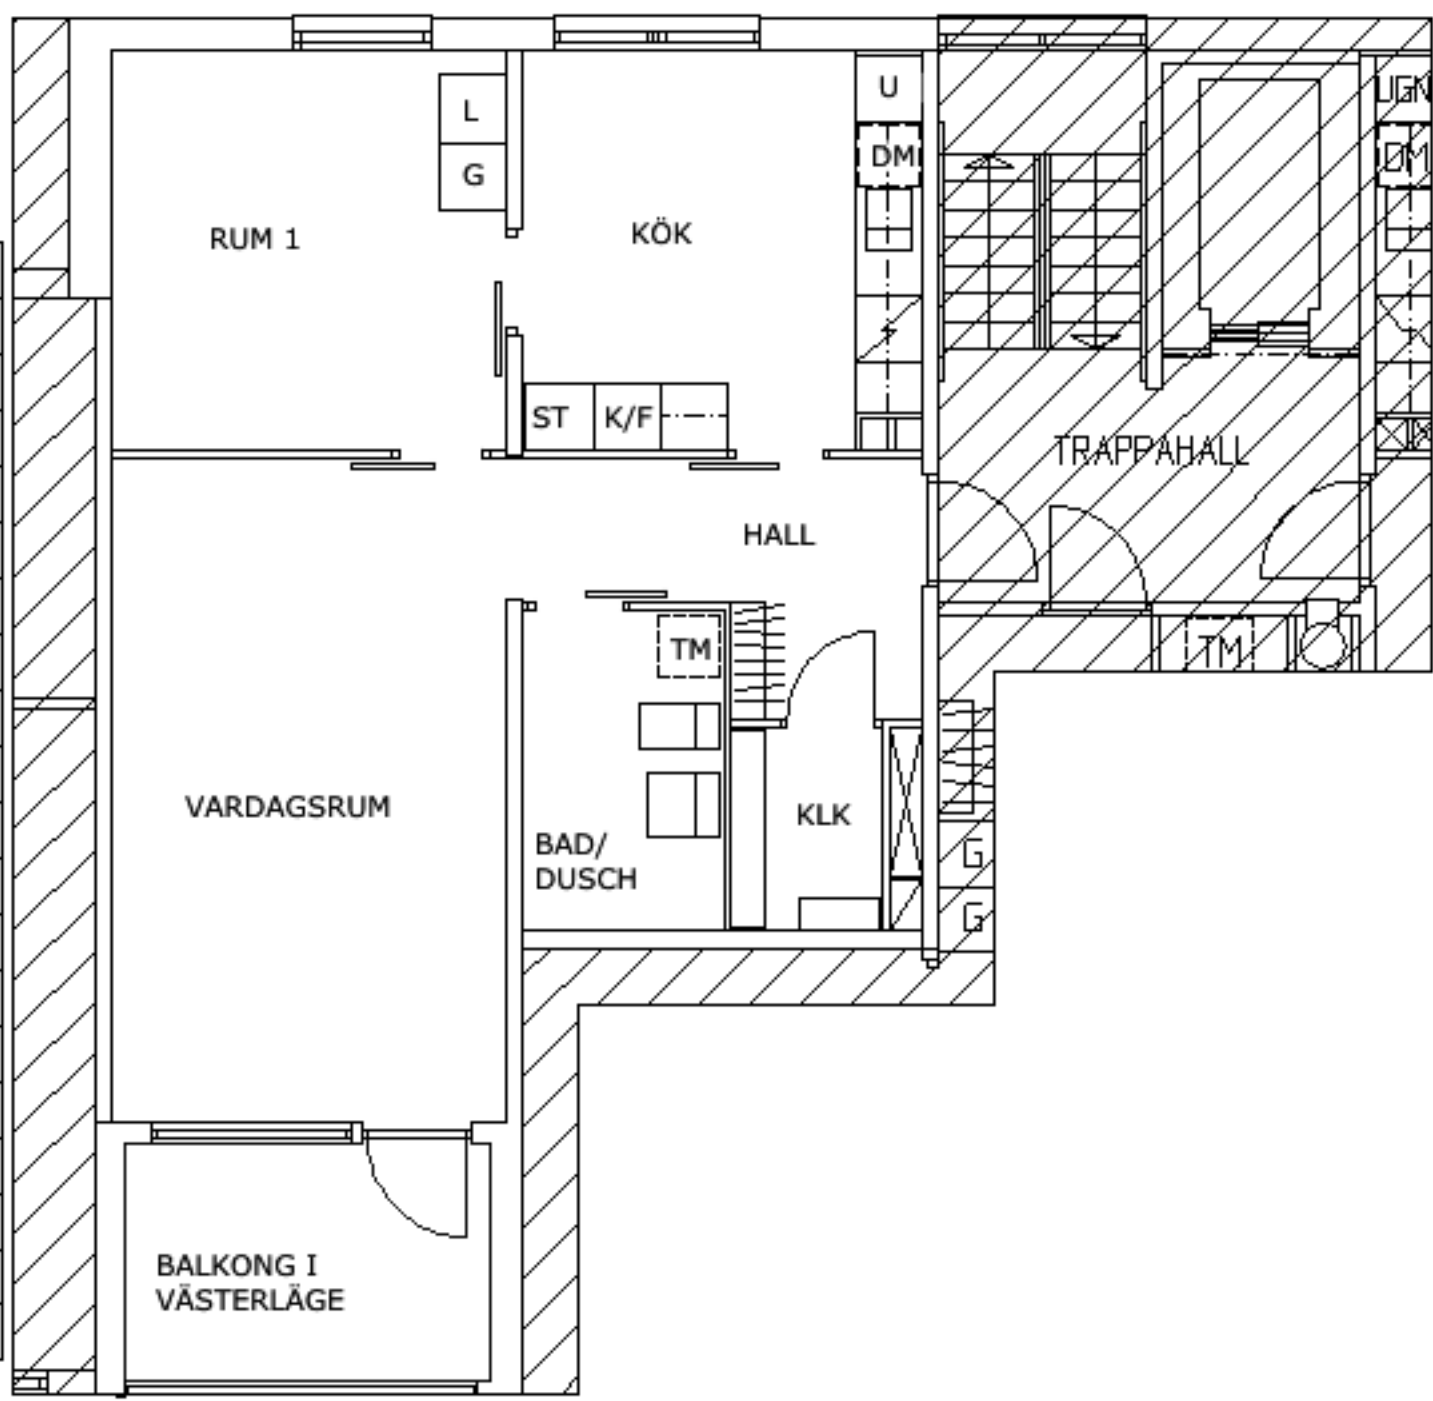 U
UGN
L
DM
DM
G
RUM 1
KÖK
ST
K/F
TRAPPAHALL
HALL
TM
TM
VARDAGSRUM
KLK
BAD/
DUSCH
G
G
BALKONG I
VÄSTERLÄGE